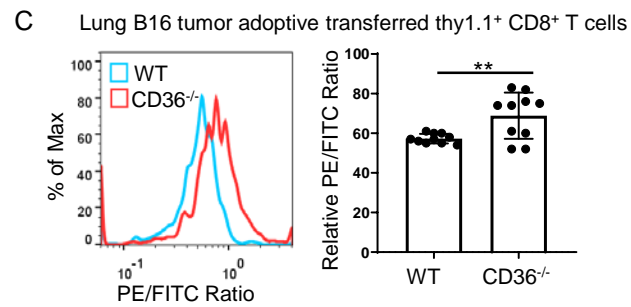 C Lung B16 tumor adoptive transferred thy1.1⁺ CD8⁺ T cells
% of Max
100
80
60
40
20
0
WT
CD36⁻/⁻
10⁻¹ 10⁰
PE/FITC Ratio
Relative PE/FITC Ratio
100
80
60
40
20
0
**
WT CD36⁻/⁻